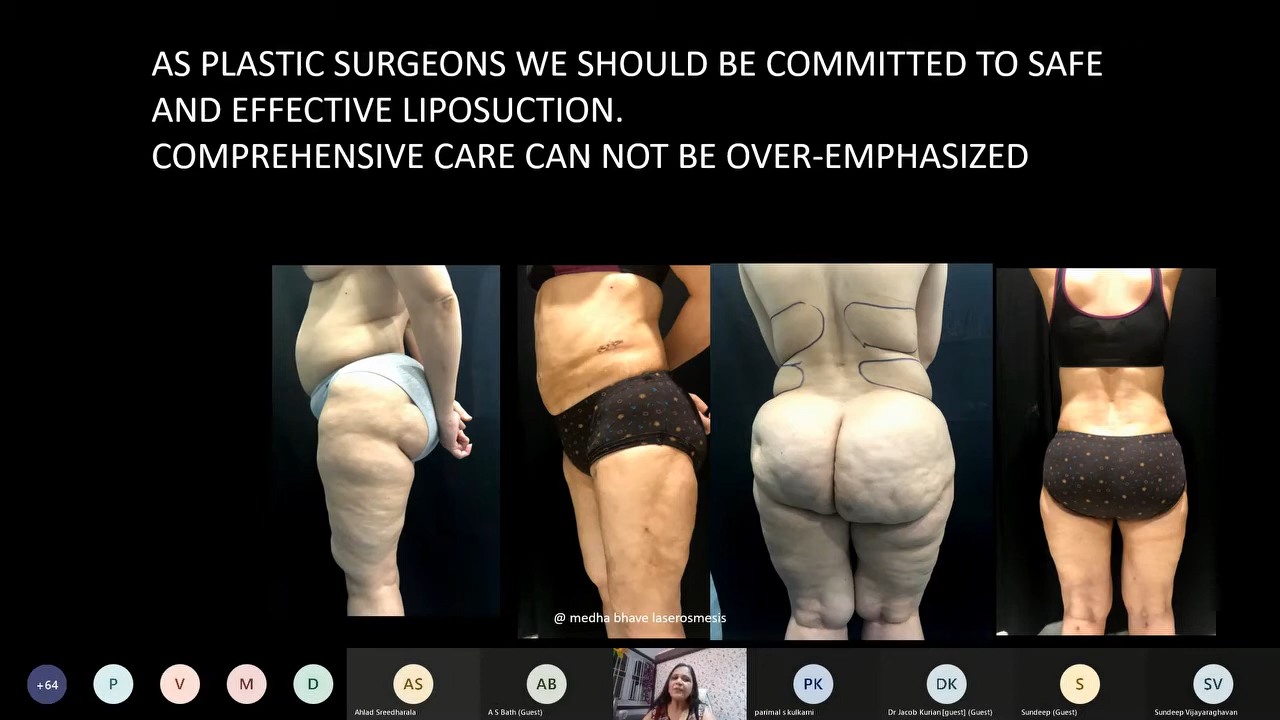 AS PLASTIC SURGEONS WE SHOULD BE COMMITTED TO SAFE
AND EFFECTIVE LIPOSUCTION.
COMPREHENSIVE CARE CAN NOT BE OVER-EMPHASIZED
@ medha bhave laserosmesis
+64
P
V
M
D
AS
Ahlad Sreedharala
AB
A S Bath (Guest)
PK
parimal s kulkarni
DK
Dr Jacob Kurian[guest] (Guest)
S
Sundeep (Guest)
SV
Sundeep Vijayaraghavan